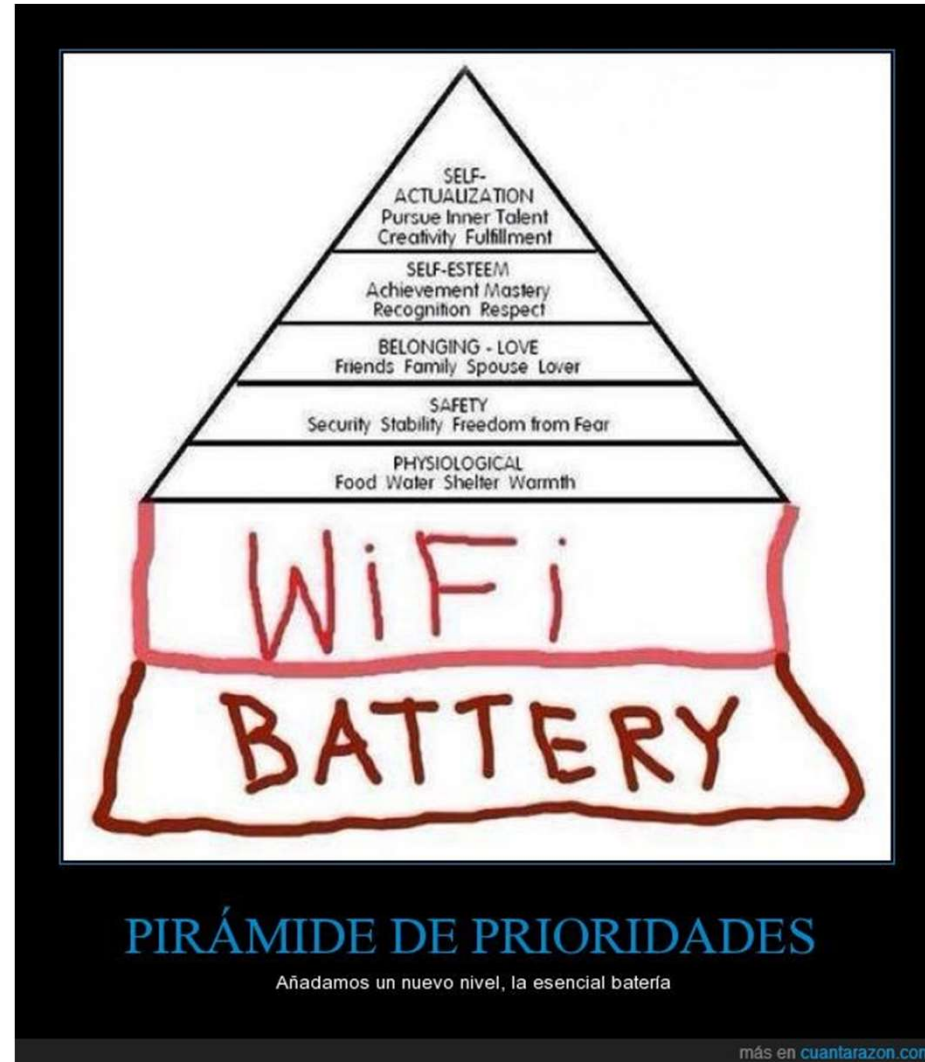 SELF-
ACTUALIZATION
Pursue Inner Talent
Creativity Fulfillment
SELF-ESTEEM
Achievement Mastery
Recognition Respect
BELONGING - LOVE
Friends Family Spouse Lover
SAFETY
Security Stability Freedom from Fear
PHYSIOLOGICAL
Food Water Shelter Warmth
WiFi
BATTERY
PIRÁMIDE DE PRIORIDADES
Añadamos un nuevo nivel, la esencial batería
más en cuantarazon.com